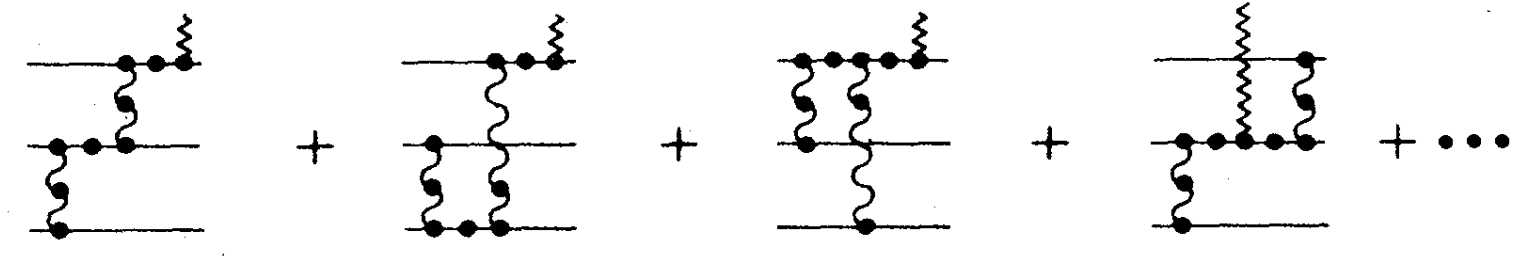 + + + + • • •